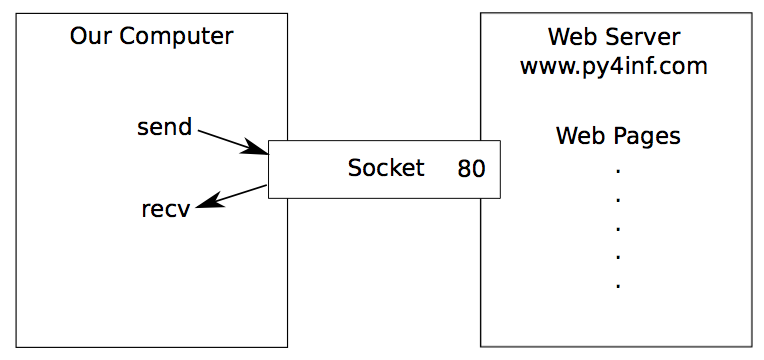 Our Computer
send
recv
Socket 80
Web Server
www.py4inf.com
Web Pages
.
.
.
.
.